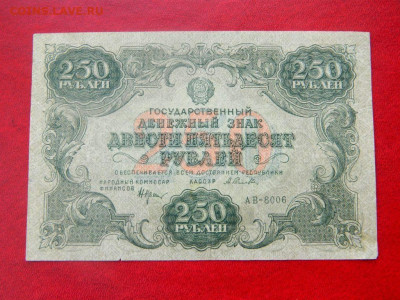 COINS.CAVE.RU
250
РУБЛЕЙ
250
РУБЛЕЙ
ГОСУДАРСТВЕННЫЙ
ДЕНЕЖНЫЙ ЗНАК
ДВЕСТИ ПЯТЬДЕСЯТ
РУБЛЕЙ
ОБЕСПЕЧИВАЕТСЯ ВСЕМ ДОСТОЯНИЕМ РЕСПУБЛИКИ
НАРОДНЫЙ КОМИССАР
ФИНАНСОВ
КАССИР
АВ-6006
250
РУБЛЕЙ